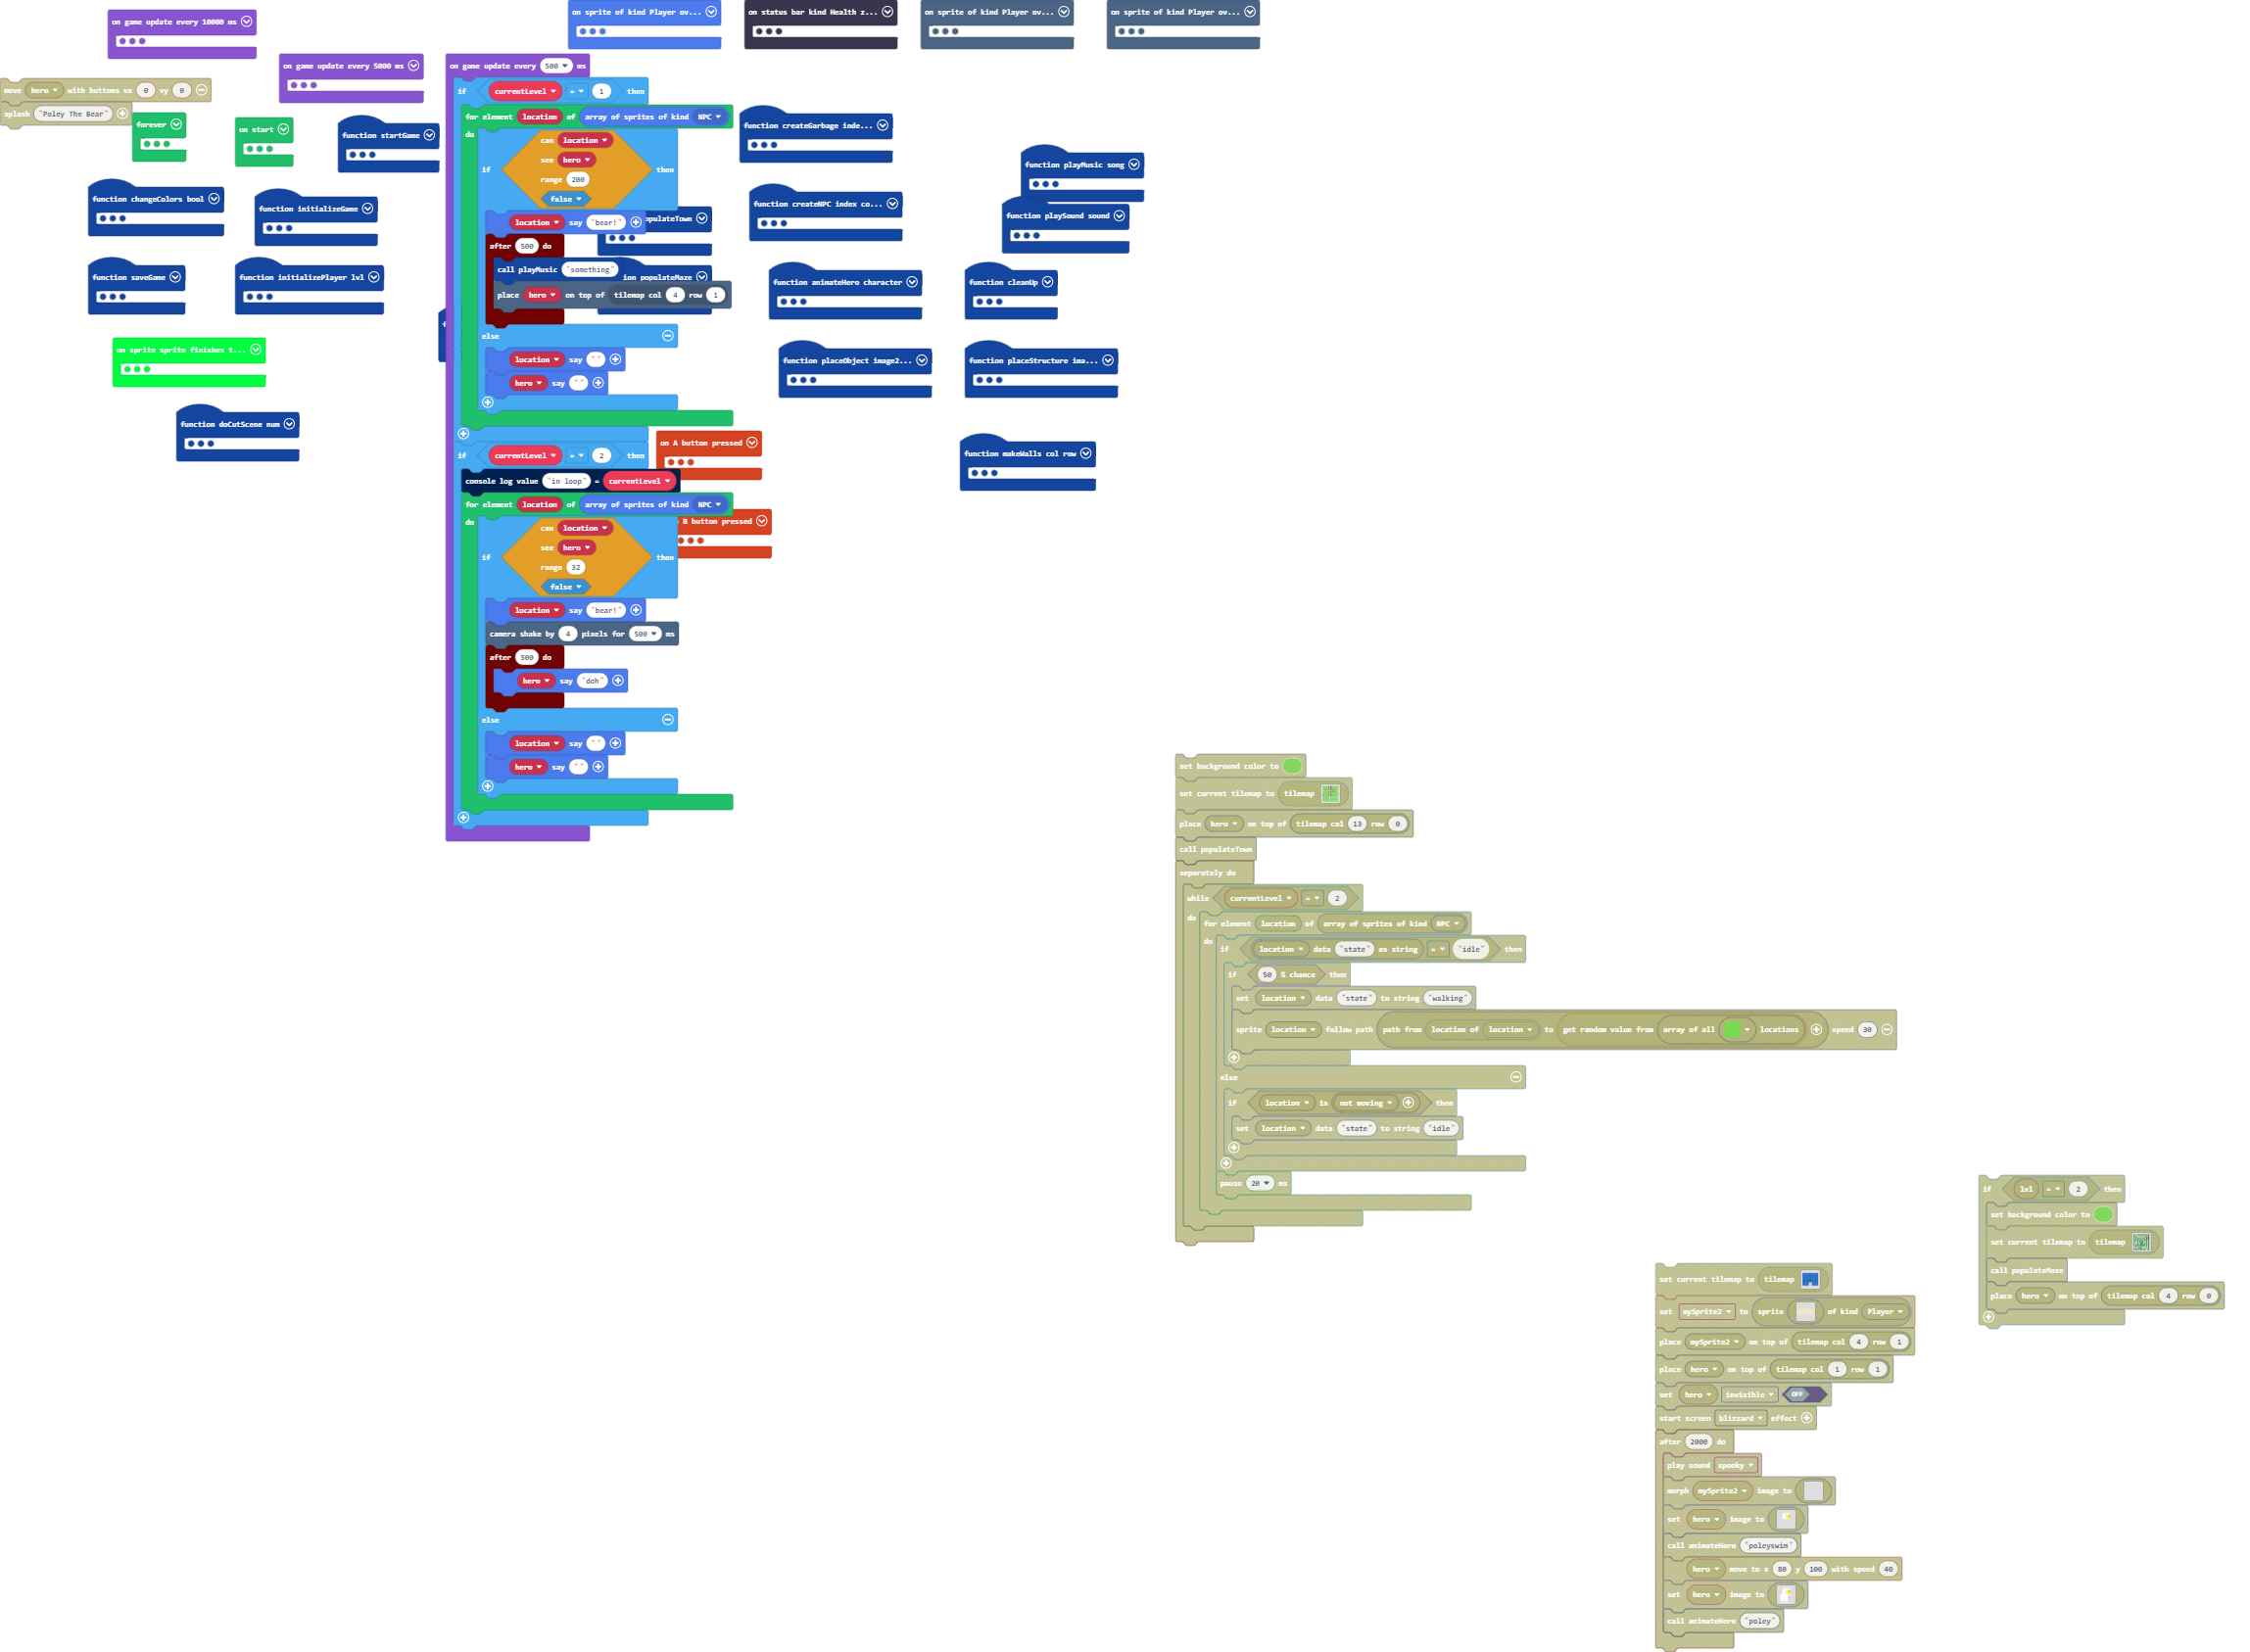 on game update every 10000 ms
on sprite of kind Player ov...
on status bar kind Health z...
on sprite of kind Player ov...
on sprite of kind Player ov...
on game update every 5000 ms
move hero with buttons vx 0 vy 0
splash "Poley The Bear"
forever
on start
function startGame
function changeColors bool
function initializeGame
function saveGame
function initializePlayer lvl
on sprite sprite finishes t...
function doCutScene num
on game update every 500 ms
if currentLevel = 1 then
for element location of array of sprites of kind NPC
do
if
can location
see hero
range 200
false
then
location say "bear!"
after 500 do
call playMusic "something"
place hero on top of tilemap col 4 row 1
else
location say " "
hero say " "
if currentLevel = 2 then
console log value "in loop" = currentLevel
for element location of array of sprites of kind NPC
do
if
can location
see hero
range 32
false
then
location say "bear!"
camera shake by 4 pixels for 500 ms
after 500 do
hero say "doh"
else
location say " "
hero say " "
opulateTown
ion populateMaze
on A button pressed
B button pressed
function createGarbage inde...
function createNPC index co...
function animateHero character
function placeObject image2...
function playMusic song
function playSound sound
function cleanUp
function placeStructure ima...
function makeWalls col row
set background color to
set current tilemap to tilemap
place hero on top of tilemap col 13 row 0
call populateTown
separately do
while currentLevel = 2
do
for element location of array of sprites of kind NPC
do
if location data "state" as string = "idle" then
if 50 % chance then
set location data "state" to string "walking"
sprite location follow path path from location of location to get random value from array of all locations speed 30
else
if location is not moving then
set location data "state" to string "idle"
pause 20 ms
if lvl = 2 then
set background color to
set current tilemap to tilemap
call populateMaze
place hero on top of tilemap col 4 row 0
set current tilemap to tilemap
set mySprite2 to sprite of kind Player
place mySprite2 on top of tilemap col 4 row 1
place hero on top of tilemap col 1 row 1
set hero invisible OFF
start screen blizzard effect
after 2000 do
play sound spooky
morph mySprite2 image to
set hero image to
call animateHero "poleyswim"
hero move to x 80 y 100 with speed 40
set hero image to
call animateHero "poley"